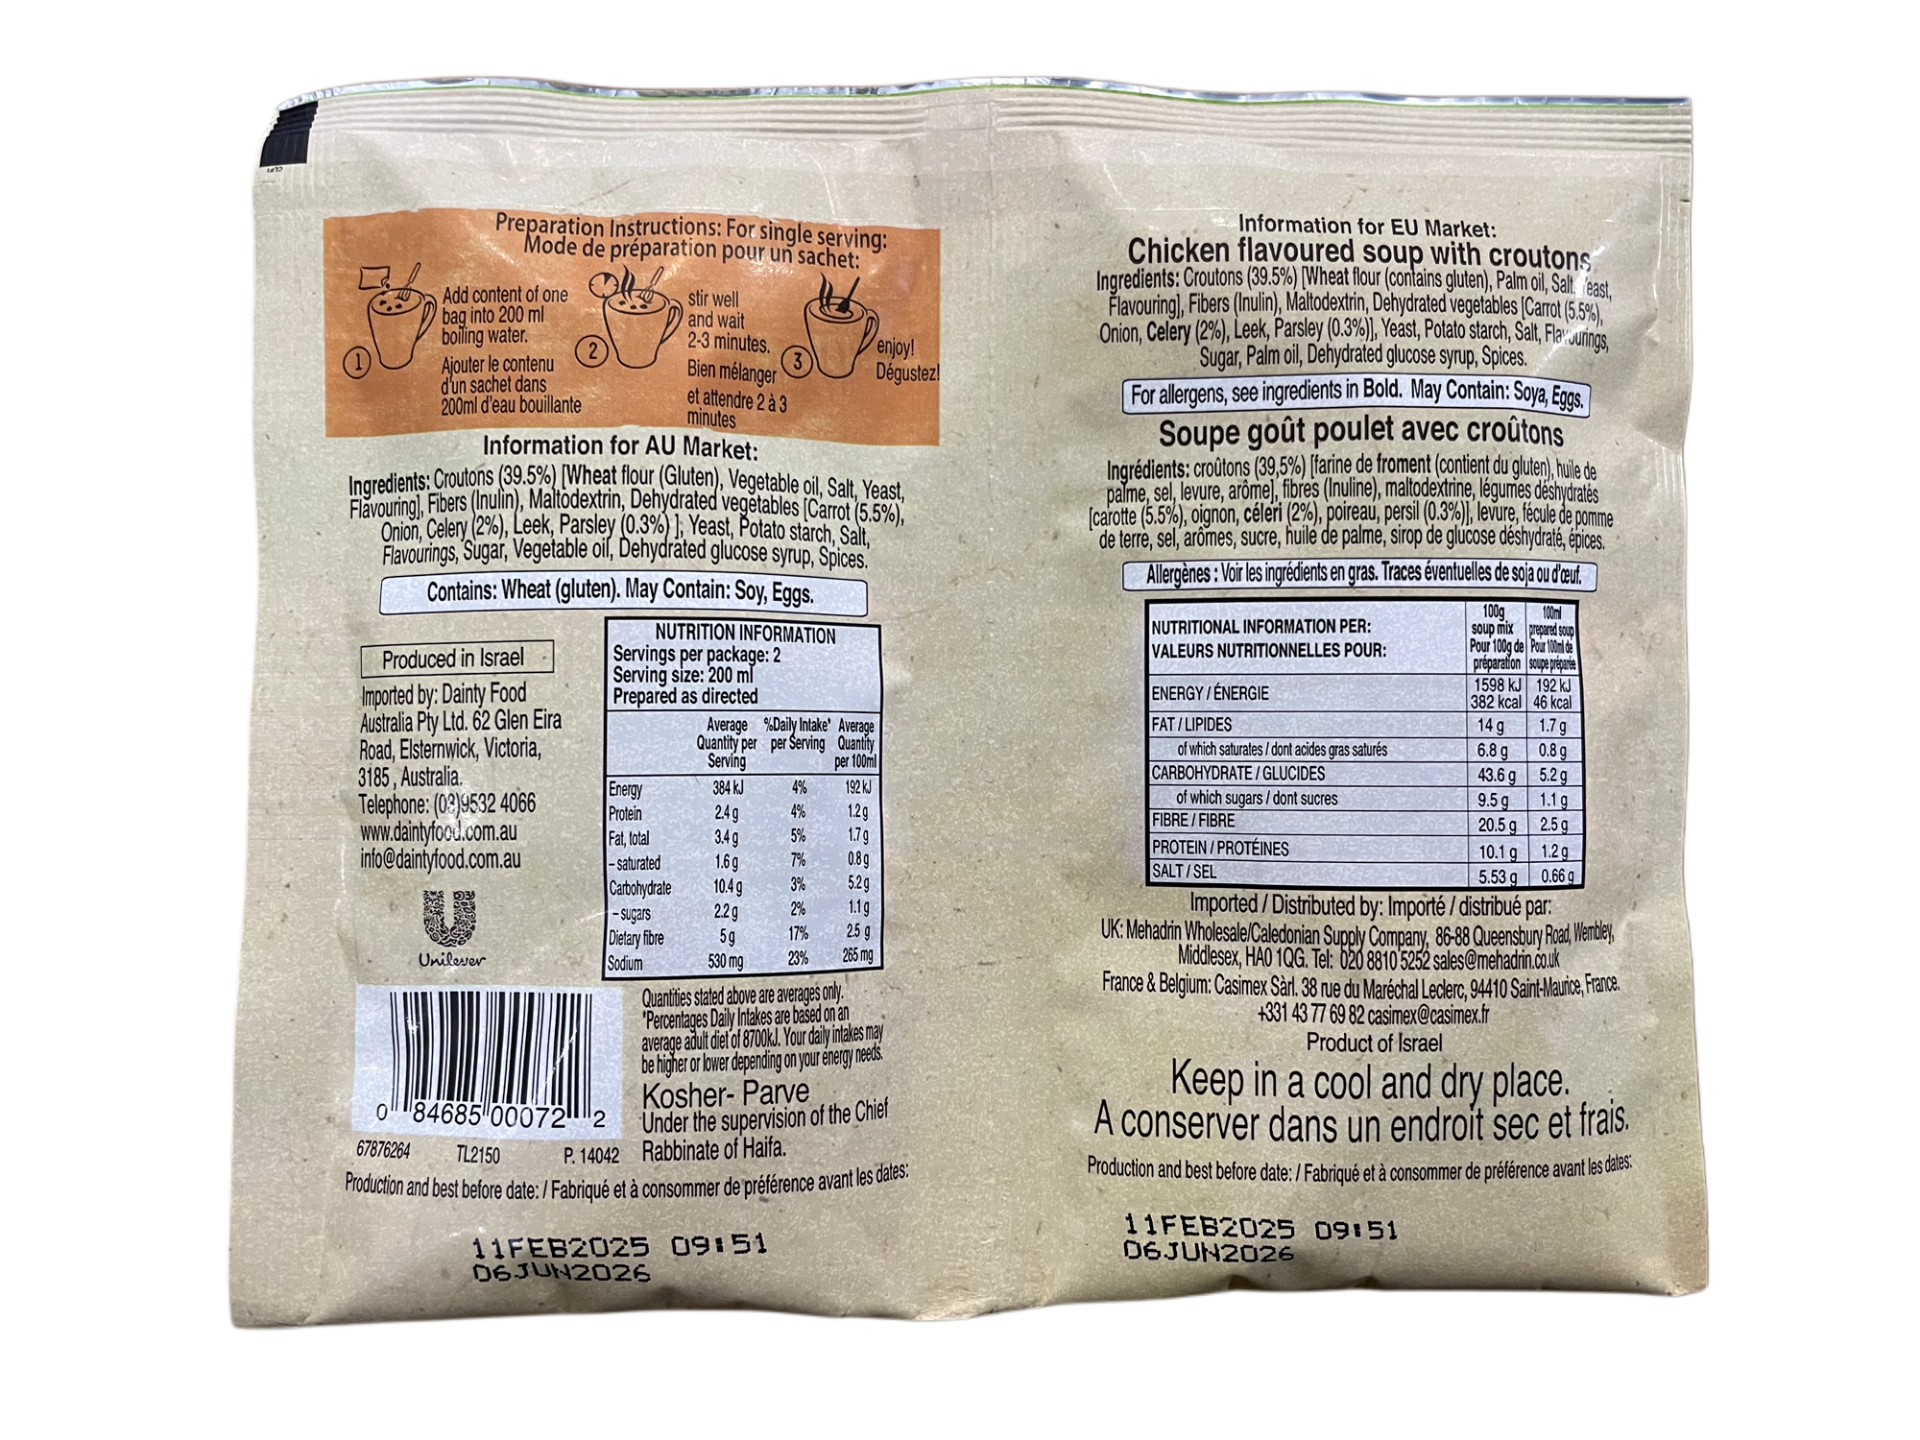 Preparation Instructions: For single serving:
Mode de préparation pour un sachet:
1
Add content of one
bag into 200 ml
boiling water.
Ajouter le contenu
d'un sachet dans
200ml d'eau bouillante
2
stir well
and wait
2-3 minutes.
Bien mélanger
et attendre 2 à 3
minutes
3
enjoy!
Dégustez!
Information for AU Market:
Ingredients: Croutons (39.5%) [Wheat flour (Gluten), Vegetable oil, Salt, Yeast,
Flavouring], Fibers (Inulin), Maltodextrin, Dehydrated vegetables [Carrot (5.5%),
Onion, Celery (2%), Leek, Parsley (0.3%) ], Yeast, Potato starch, Salt,
Flavourings, Sugar, Vegetable oil, Dehydrated glucose syrup, Spices.
Contains: Wheat (gluten). May Contain: Soy, Eggs.
Produced in Israel
Imported by: Dainty Food
Australia Pty Ltd. 62 Glen Eira
Road, Elsternwick, Victoria,
3185 , Australia.
Telephone: (03)9532 4066
www.daintyfood.com.au
info@daintyfood.com.au
Unilever
NUTRITION INFORMATION
Servings per package: 2
Serving size: 200 ml
Prepared as directed
Average Quantity per Serving %Daily Intake* per Serving Average Quantity per 100ml
Energy 384 kJ 4% 192 kJ
Protein 2.4 g 4% 1.2 g
Fat, total 3.4 g 5% 1.7 g
- saturated 1.6 g 7% 0.8 g
Carbohydrate 10.4 g 3% 5.2 g
- sugars 2.2 g 2% 1.1 g
Dietary fibre 5 g 17% 2.5 g
Sodium 530 mg 23% 265 mg
Quantities stated above are averages only.
*Percentages Daily Intakes are based on an
average adult diet of 8700kJ. Your daily intakes may
be higher or lower depending on your energy needs.
Kosher- Parve
Under the supervision of the Chief
Rabbinate of Haifa.
0 84685 00072 2
67876264 TL2150 P. 14042
Production and best before date: / Fabriqué et à consommer de préférence avant les dates:
11FEB2025 09:51
06JUN2026
Information for EU Market:
Chicken flavoured soup with croutons
Ingredients: Croutons (39.5%) [Wheat flour (contains gluten), Palm oil, Salt, Yeast,
Flavouring], Fibers (Inulin), Maltodextrin, Dehydrated vegetables [Carrot (5.5%),
Onion, Celery (2%), Leek, Parsley (0.3%)], Yeast, Potato starch, Salt, Flavourings,
Sugar, Palm oil, Dehydrated glucose syrup, Spices.
For allergens, see ingredients in Bold. May Contain: Soya, Eggs.
Soupe goût poulet avec croûtons
Ingrédients: croûtons (39,5%) [farine de froment (contient du gluten), huile de
palme, sel, levure, arôme], fibres (Inuline), maltodextrine, légumes déshydratés
[carotte (5.5%), oignon, céleri (2%), poireau, persil (0.3%)], levure, fécule de pomme
de terre, sel, arômes, sucre, huile de palme, sirop de glucose déshydraté, épices.
Allergènes : Voir les ingrédients en gras. Traces éventuelles de soja ou d'œuf.
NUTRITIONAL INFORMATION PER: 100g soup mix 100ml prepared soup
VALEURS NUTRITIONNELLES POUR: Pour 100g de préparation Pour 100ml de soupe préparée
ENERGY / ÉNERGIE 1598 kJ 382 kcal 192 kJ 46 kcal
FAT / LIPIDES 14 g 1.7 g
of which saturates / dont acides gras saturés 6.8 g 0.8 g
CARBOHYDRATE / GLUCIDES 43.6 g 5.2 g
of which sugars / dont sucres 9.5 g 1.1 g
FIBRE / FIBRE 20.5 g 2.5 g
PROTEIN / PROTÉINES 10.1 g 1.2 g
SALT / SEL 5.53 g 0.66 g
Imported / Distributed by: Importé / distribué par:
UK: Mehadrin Wholesale/Caledonian Supply Company, 86-88 Queensbury Road, Wembley,
Middlesex, HA0 1QG. Tel: 020 8810 5252 sales@mehadrin.co.uk
France & Belgium: Casimex Sàrl. 38 rue du Maréchal Leclerc, 94410 Saint-Maurice, France.
+331 43 77 69 82 casimex@casimex.fr
Product of Israel
Keep in a cool and dry place.
A conserver dans un endroit sec et frais.
Production and best before date: / Fabriqué et à consommer de préférence avant les dates:
11FEB2025 09:51
06JUN2026